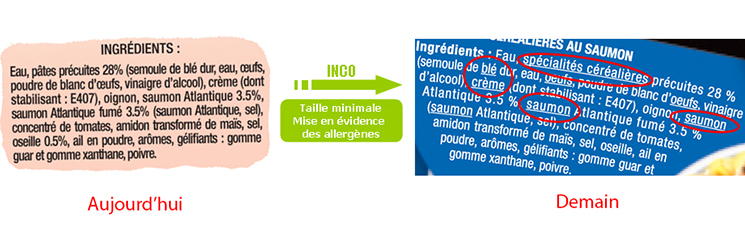 INGRÉDIENTS :
Eau, pâtes précuites 28% (semoule de blé dur, eau, œufs,
poudre de blanc d'œufs, vinaigre d'alcool), crème (dont
stabilisant : E407), oignon, saumon Atlantique 3.5%,
saumon Atlantique fumé 3.5% (saumon Atlantique, sel),
concentré de tomates, amidon transformé de maïs, sel,
oseille 0.5%, ail en poudre, arômes, gélifiants : gomme
guar et gomme xanthane, poivre.
Aujourd'hui
INCO
Taille minimale
Mise en évidence
des allergènes
CÉRÉALIÈRES AU SAUMON
Ingrédients : Eau, spécialités céréalières précuites 28 %
(semoule de blé dur, eau, œufs, poudre de blanc d'œufs, vinaigre
d'alcool), crème (dont stabilisant : E407), oignon, saumon
Atlantique 3.5 % saumon Atlantique fumé 3.5 %
(saumon Atlantique, sel), concentré de tomates,
amidon transformé de maïs, sel, oseille, ail en
poudre, arômes, gélifiants : gomme guar et
gomme xanthane, poivre.
Demain